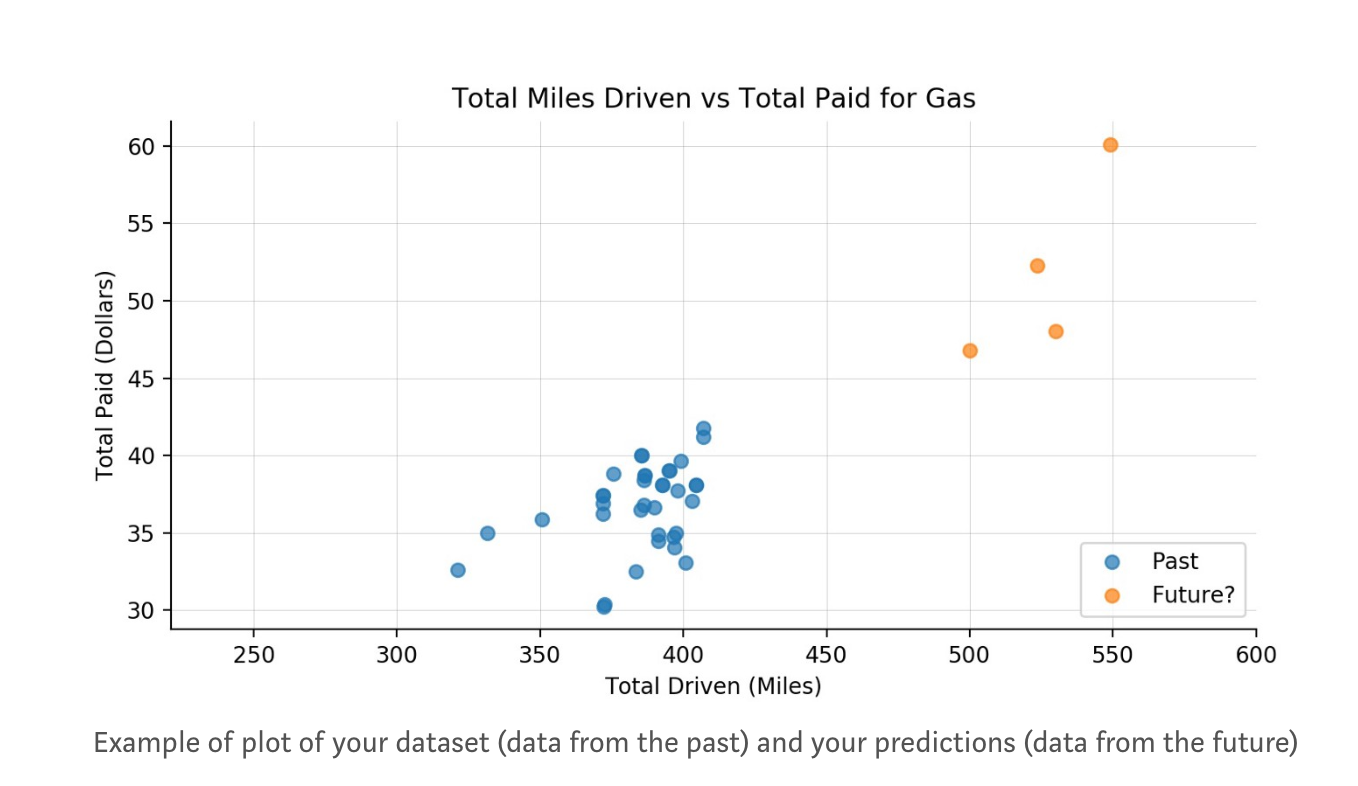 Total Miles Driven vs Total Paid for Gas
60
55
50
45
40
35
30
Total Paid (Dollars)
Past
Future?
250 300 350 400 450 500 550 600
Total Driven (Miles)
Example of plot of your dataset (data from the past) and your predictions (data from the future)